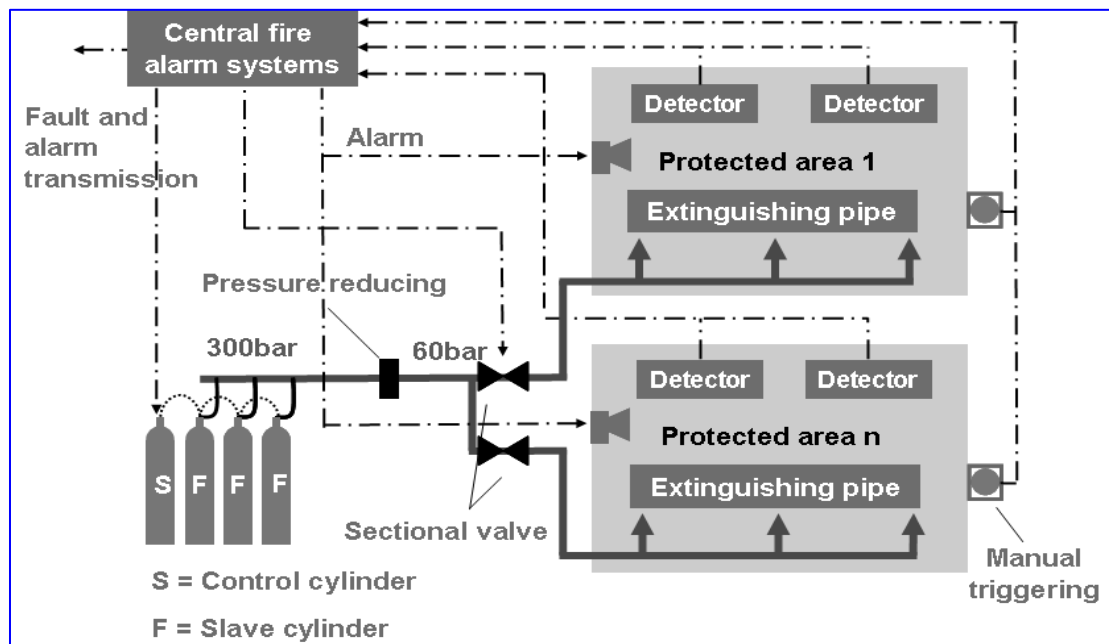 Central fire
alarm systems
Fault and
alarm
transmission
Alarm
Detector
Detector
Protected area 1
Extinguishing pipe
Pressure reducing
300bar
60bar
Detector
Detector
Protected area n
Extinguishing pipe
S
F
F
F
Sectional valve
Manual
triggering
S = Control cylinder
F = Slave cylinder